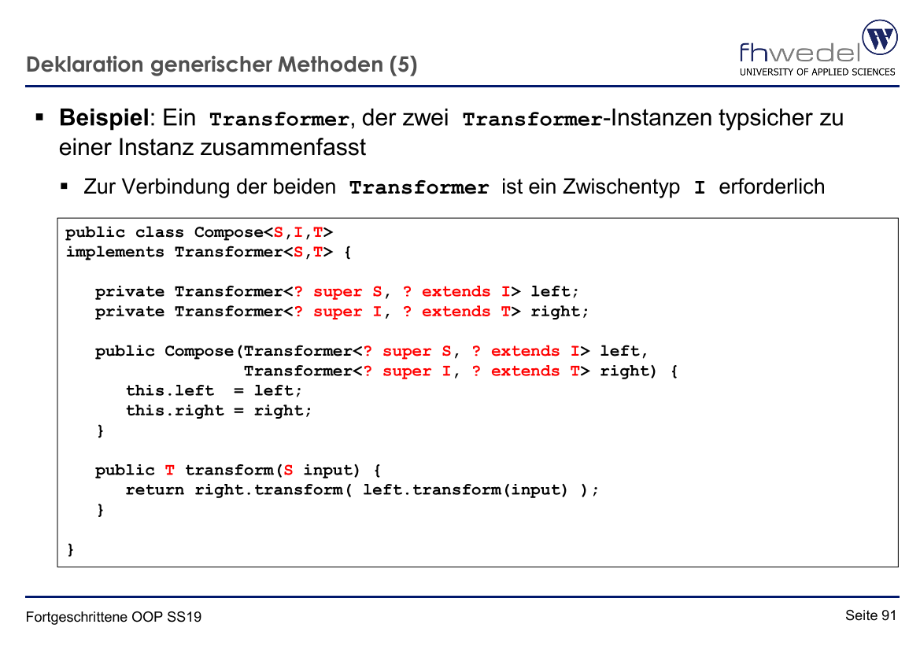 Deklaration generischer Methoden (5)
fhwedel
W
UNIVERSITY OF APPLIED SCIENCES
▪ Beispiel: Ein Transformer, der zwei Transformer-Instanzen typsicher zu
einer Instanz zusammenfasst
▪ Zur Verbindung der beiden Transformer ist ein Zwischentyp I erforderlich
public class Compose<S,I,T>
implements Transformer<S,T> {
private Transformer<? super S, ? extends I> left;
private Transformer<? super I, ? extends T> right;
public Compose(Transformer<? super S, ? extends I> left,
Transformer<? super I, ? extends T> right) {
this.left = left;
this.right = right;
}
public T transform(S input) {
return right.transform( left.transform(input) );
}
}
Fortgeschrittene OOP SS19
Seite 91